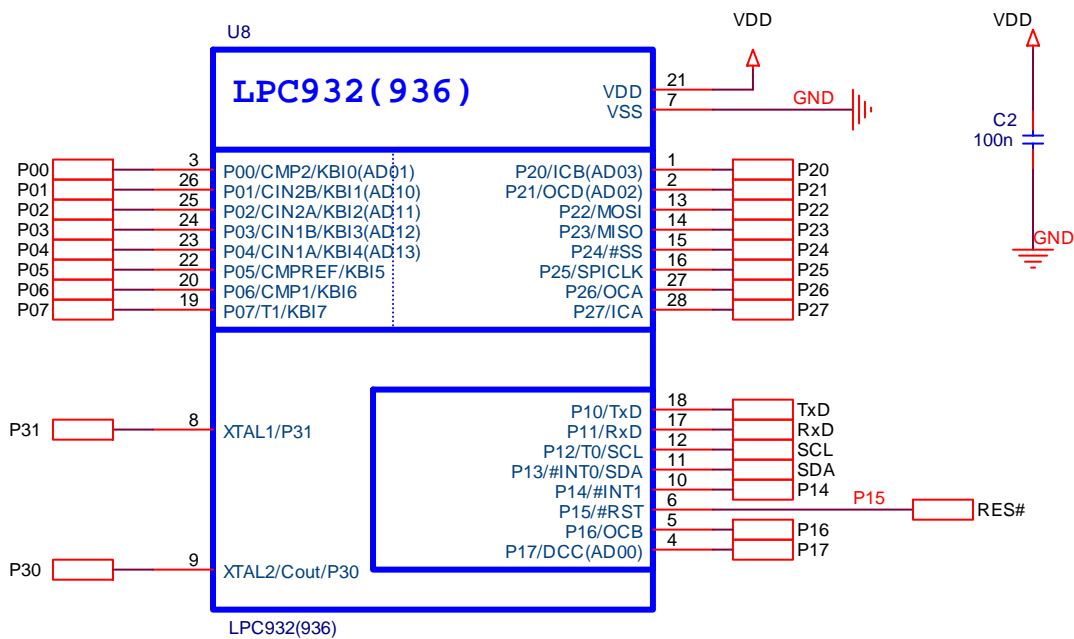 U8
VDD
VDD
LPC932(936)
VDD 21
VSS 7
GND
C2
100n
GND
P00 3 P00/CMP2/KBI0(AD01)
P01 26 P01/CIN2B/KBI1(AD10)
P02 25 P02/CIN2A/KBI2(AD11)
P03 24 P03/CIN1B/KBI3(AD12)
P04 23 P04/CIN1A/KBI4(AD13)
P05 22 P05/CMPREF/KBI5
P06 20 P06/CMP1/KBI6
P07 19 P07/T1/KBI7
P20/ICB(AD03) 1 P20
P21/OCD(AD02) 2 P21
P22/MOSI 13 P22
P23/MISO 14 P23
P24/#SS 15 P24
P25/SPICLK 16 P25
P26/OCA 27 P26
P27/ICA 28 P27
P31 8 XTAL1/P31
P30 9 XTAL2/Cout/P30
P10/TxD 18 TxD
P11/RxD 17 RxD
P12/T0/SCL 12 SCL
P13/#INT0/SDA 11 SDA
P14/#INT1 10 P14
P15/#RST 6 P15 RES#
P16/OCB 5 P16
P17/DCC(AD00) 4 P17
LPC932(936)